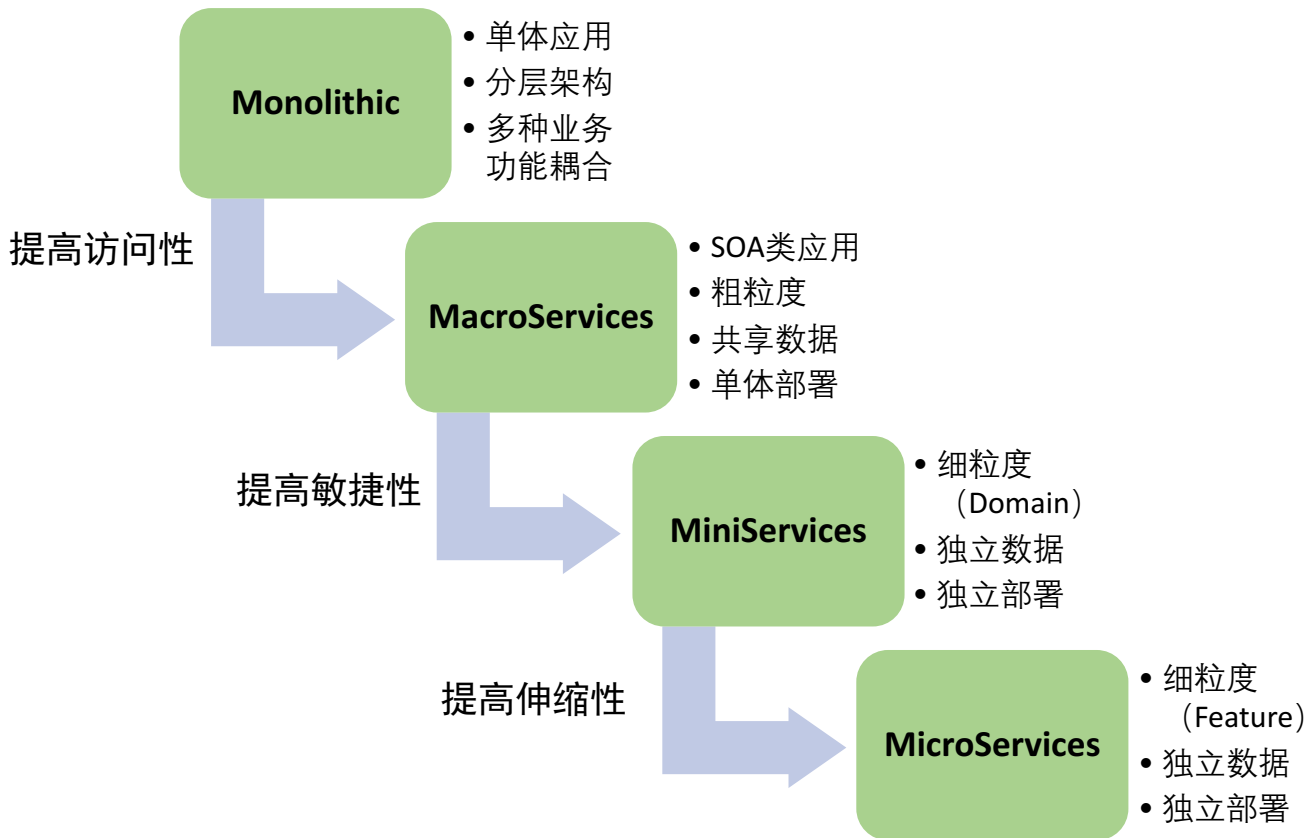 Monolithic
• 单体应用
• 分层架构
• 多种业务
功能耦合
提高访问性
MacroServices
• SOA类应用
• 粗粒度
• 共享数据
• 单体部署
提高敏捷性
MiniServices
• 细粒度
（Domain）
• 独立数据
• 独立部署
提高伸缩性
MicroServices
• 细粒度
（Feature）
• 独立数据
• 独立部署